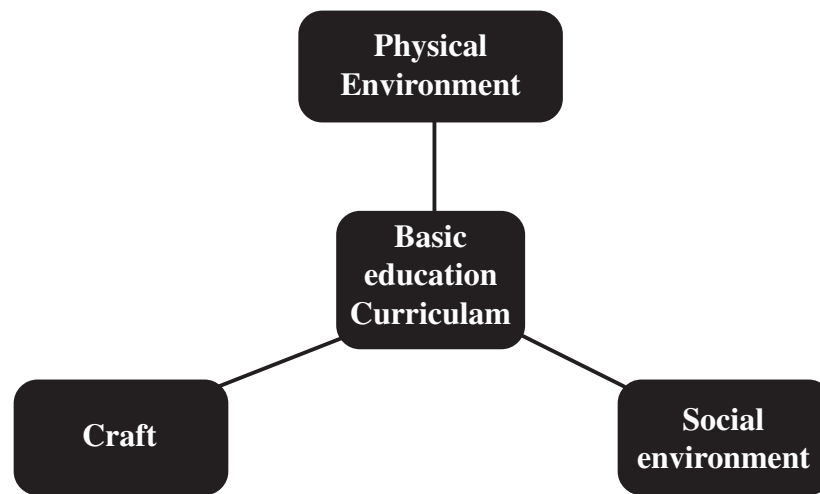 Physical
Environment
Basic
education
Curriculam
Craft
Social
environment